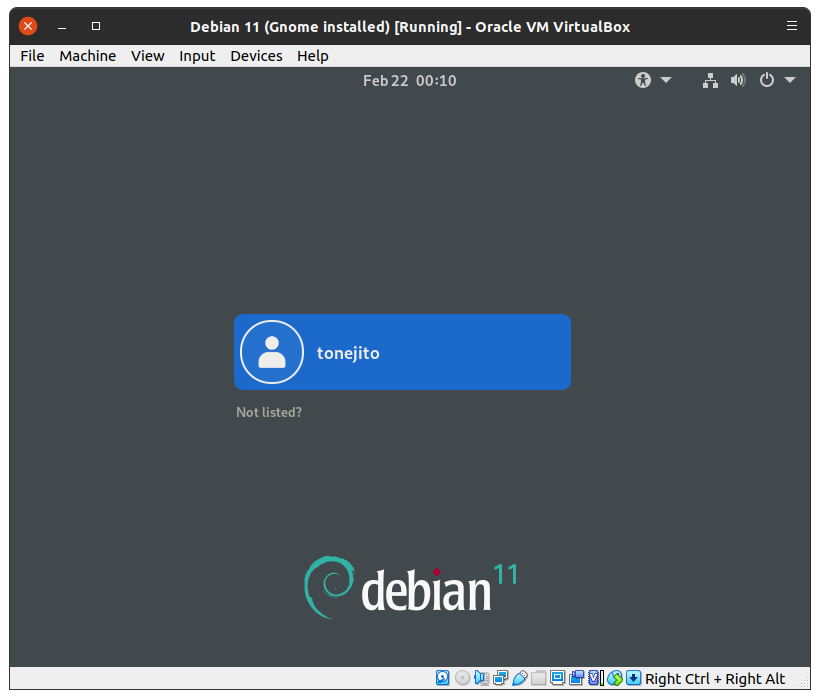 Debian 11 (Gnome installed) [Running] - Oracle VM VirtualBox
File Machine View Input Devices Help
Feb 22 00:10
tonejito
Not listed?
debian 11
Right Ctrl + Right Alt